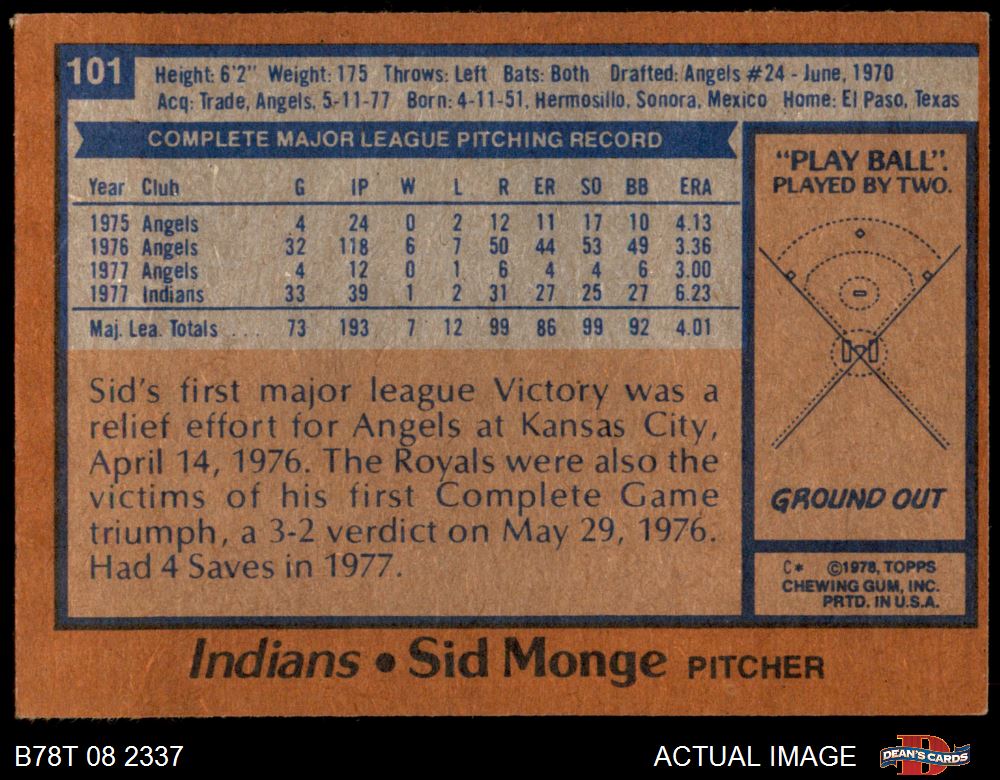 101
Height: 6'2" Weight: 175 Throws: Left Bats: Both Drafted: Angels #24 - June, 1970
Acq: Trade, Angels, 5-11-77 Born: 4-11-51, Hermosillo, Sonora, Mexico Home: El Paso, Texas
COMPLETE MAJOR LEAGUE PITCHING RECORD
Year Club G IP W L R ER SO BB ERA
1975 Angels 4 24 0 2 12 11 17 10 4.13
1976 Angels 32 118 6 7 50 44 53 49 3.36
1977 Angels 4 12 0 1 6 4 4 6 3.00
1977 Indians 33 39 1 2 31 27 25 27 6.23
Maj. Lea. Totals . . . 73 193 7 12 99 86 99 92 4.01
Sid's first major league Victory was a
relief effort for Angels at Kansas City,
April 14, 1976. The Royals were also the
victims of his first Complete Game
triumph, a 3-2 verdict on May 29, 1976.
Had 4 Saves in 1977.
"PLAY BALL".
PLAYED BY TWO.
GROUND OUT
C* ©1978, TOPPS
CHEWING GUM, INC.
PRTD. IN U.S.A.
Indians • Sid Monge PITCHER
B78T 08 2337
ACTUAL IMAGE
D
DEAN'S CARDS